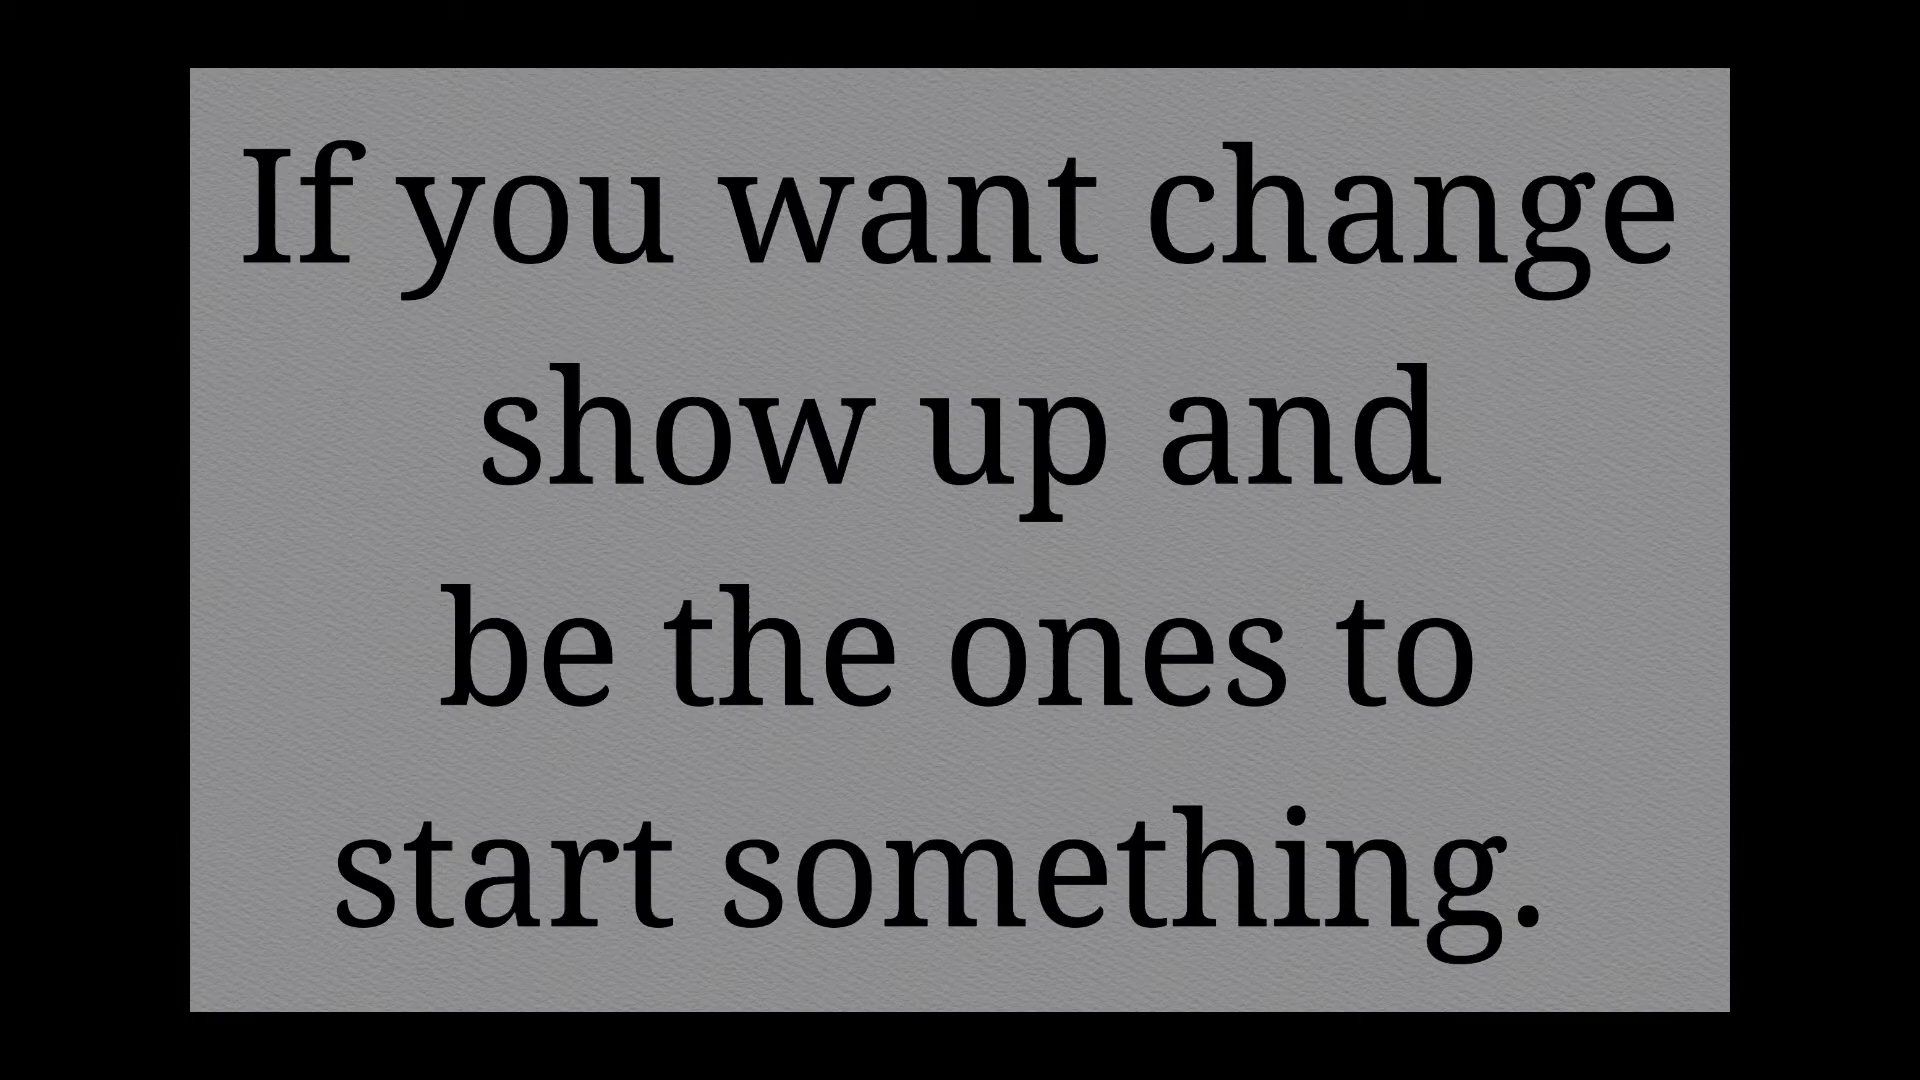 If you want change
show up and
be the ones to
start something.